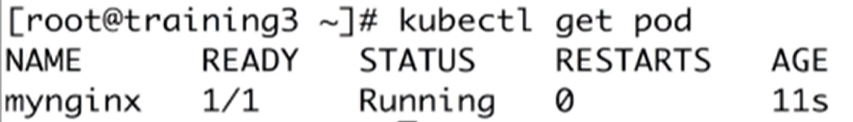 [root@training3 ~]# kubectl get pod
NAME READY STATUS RESTARTS AGE
mynginx 1/1 Running 0 11s